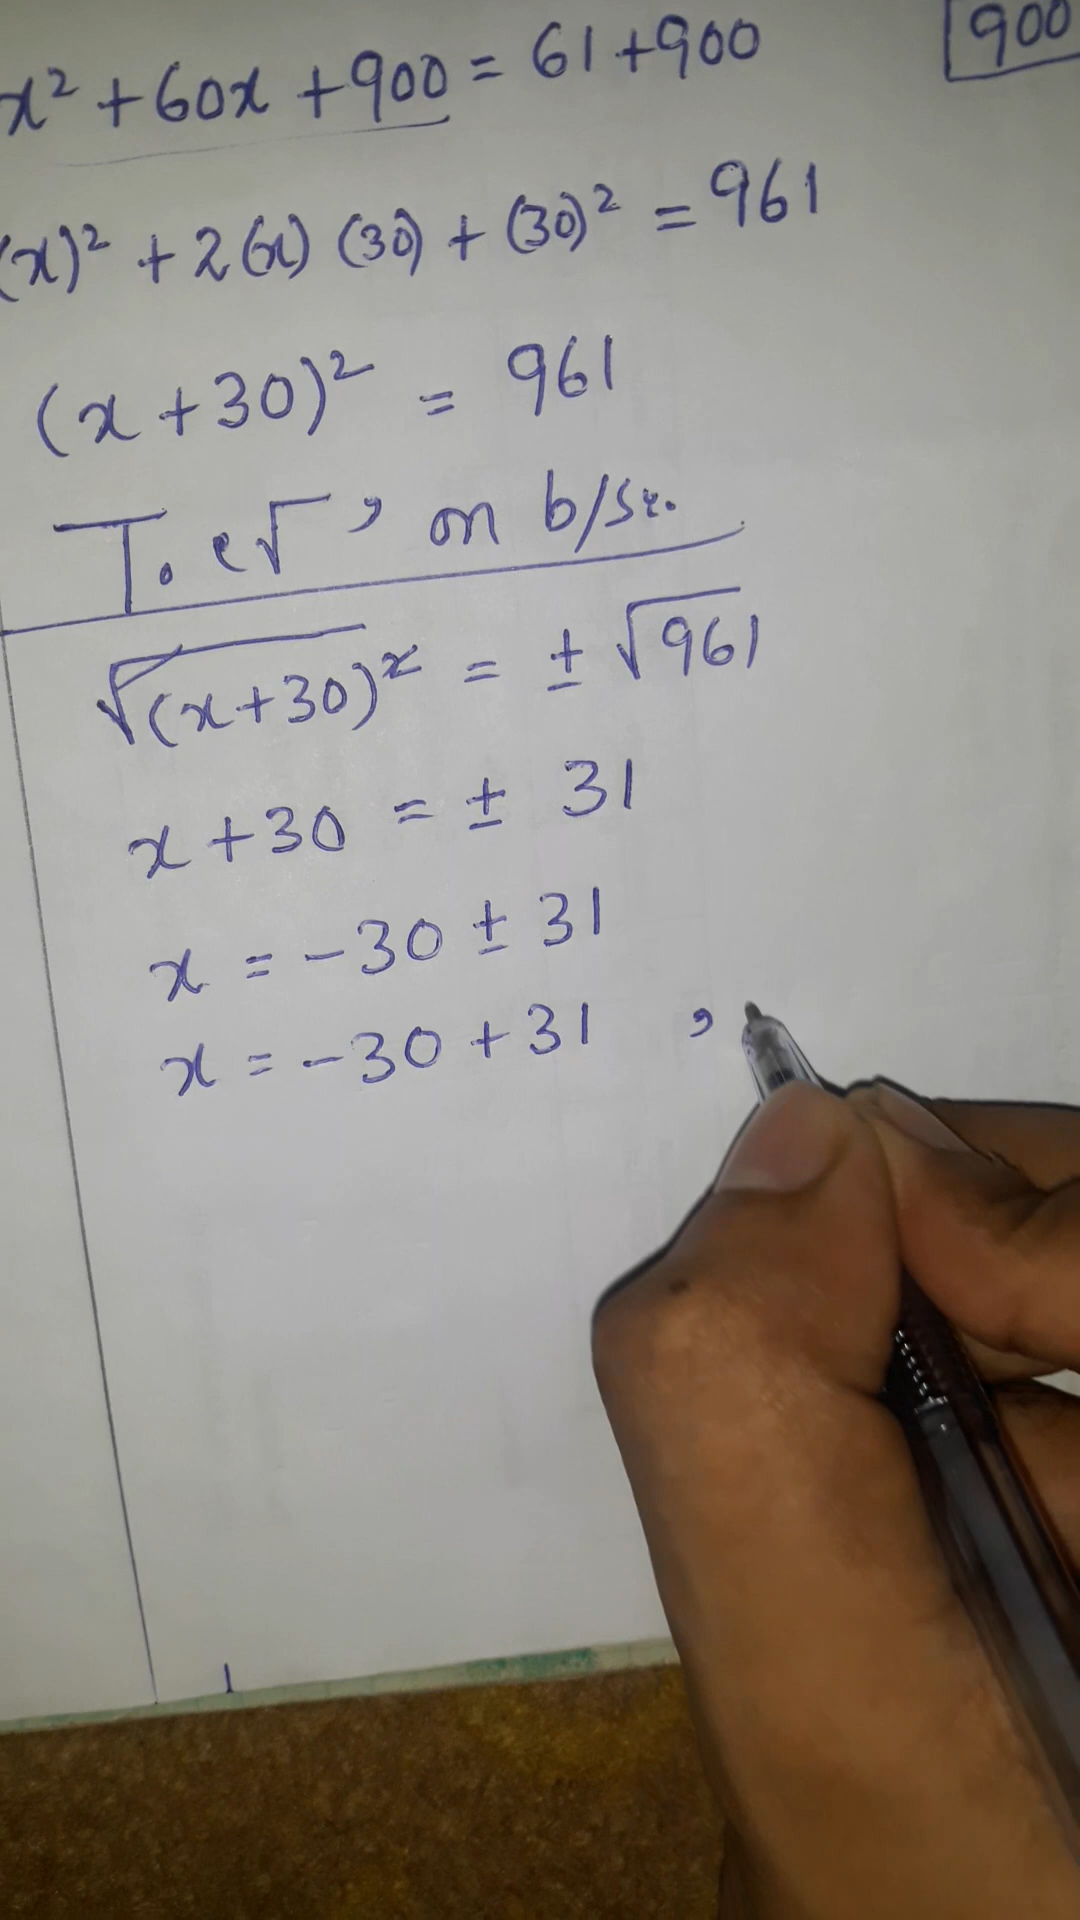 x² + 60x + 900 = 61 + 900
900
(x)² + 2(x) (30) + (30)² = 961
(x + 30)² = 961
T. e√ , on b/s.
√(x+30)² = ± √961
x + 30 = ± 31
x = -30 ± 31
x = -30 + 31 ,